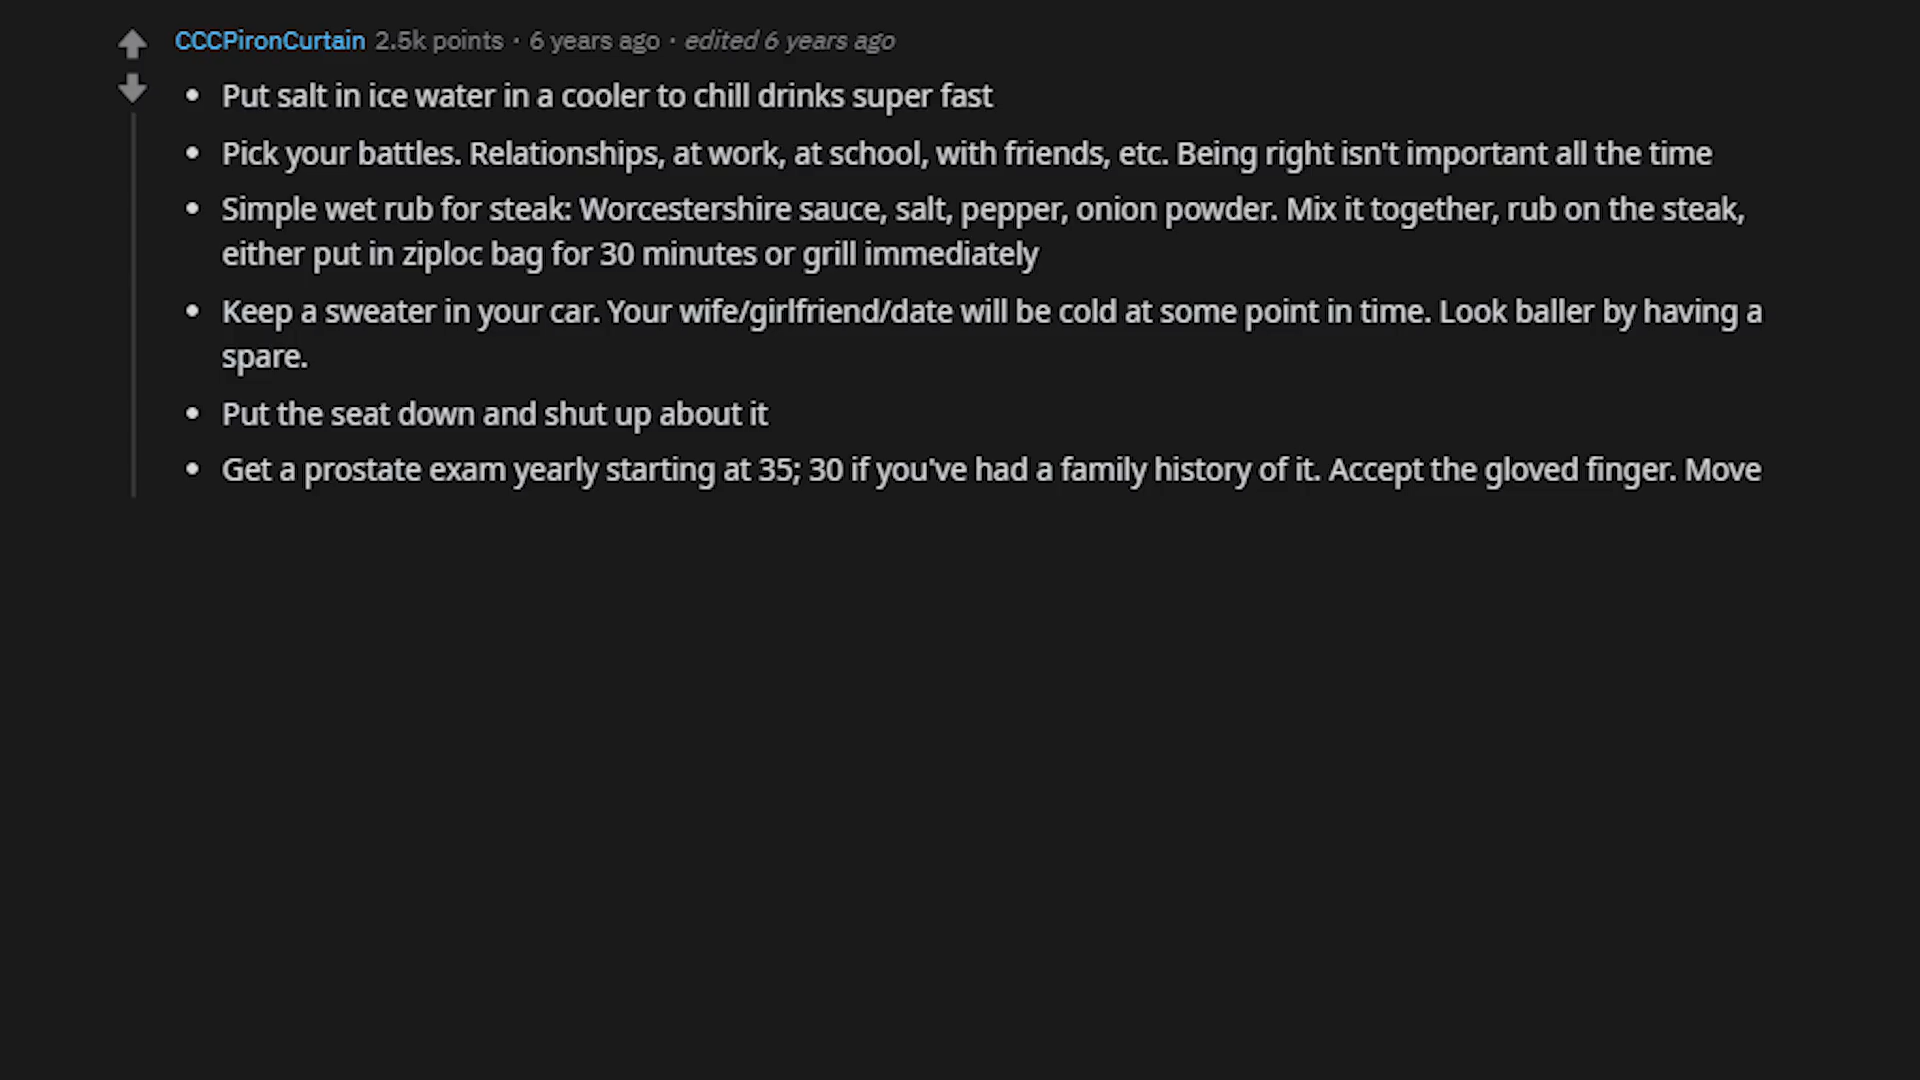 CCCPironCurtain 2.5k points · 6 years ago · edited 6 years ago
• Put salt in ice water in a cooler to chill drinks super fast
• Pick your battles. Relationships, at work, at school, with friends, etc. Being right isn't important all the time
• Simple wet rub for steak: Worcestershire sauce, salt, pepper, onion powder. Mix it together, rub on the steak,
either put in ziploc bag for 30 minutes or grill immediately
• Keep a sweater in your car. Your wife/girlfriend/date will be cold at some point in time. Look baller by having a
spare.
• Put the seat down and shut up about it
• Get a prostate exam yearly starting at 35; 30 if you've had a family history of it. Accept the gloved finger. Move